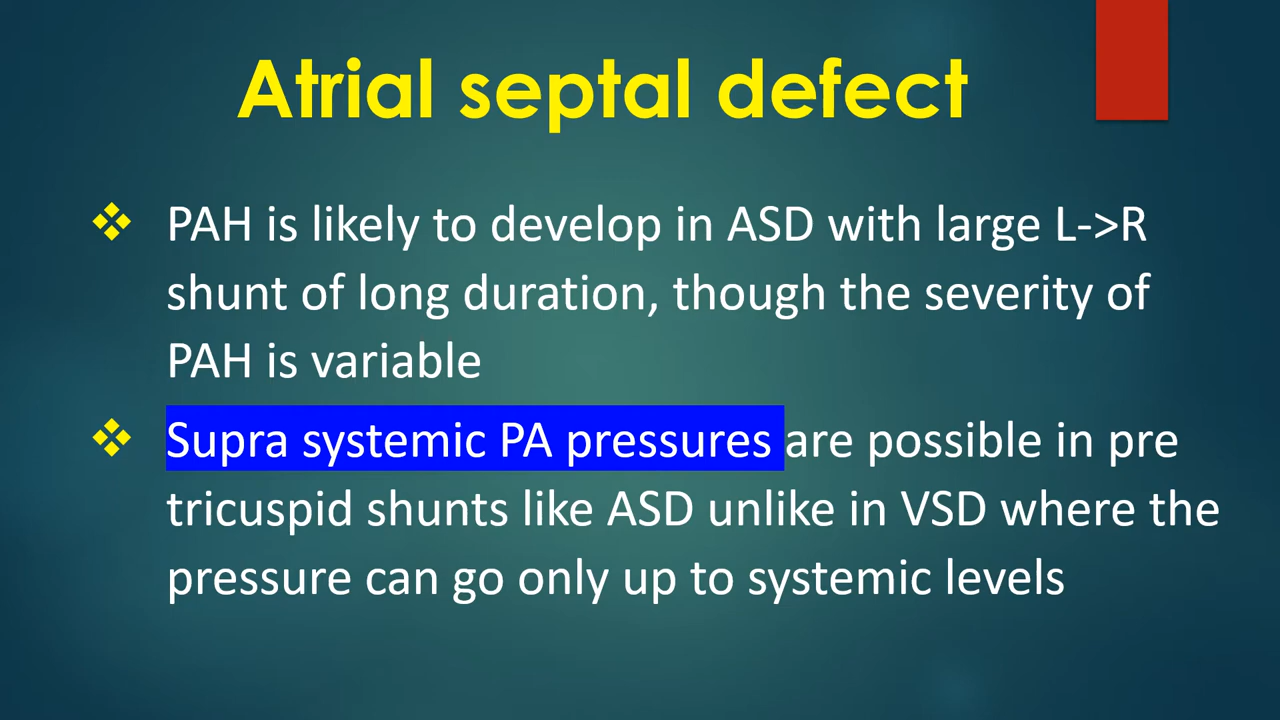 Atrial septal defect
PAH is likely to develop in ASD with large L->R
shunt of long duration, though the severity of
PAH is variable
Supra systemic PA pressures are possible in pre
tricuspid shunts like ASD unlike in VSD where the
pressure can go only up to systemic levels